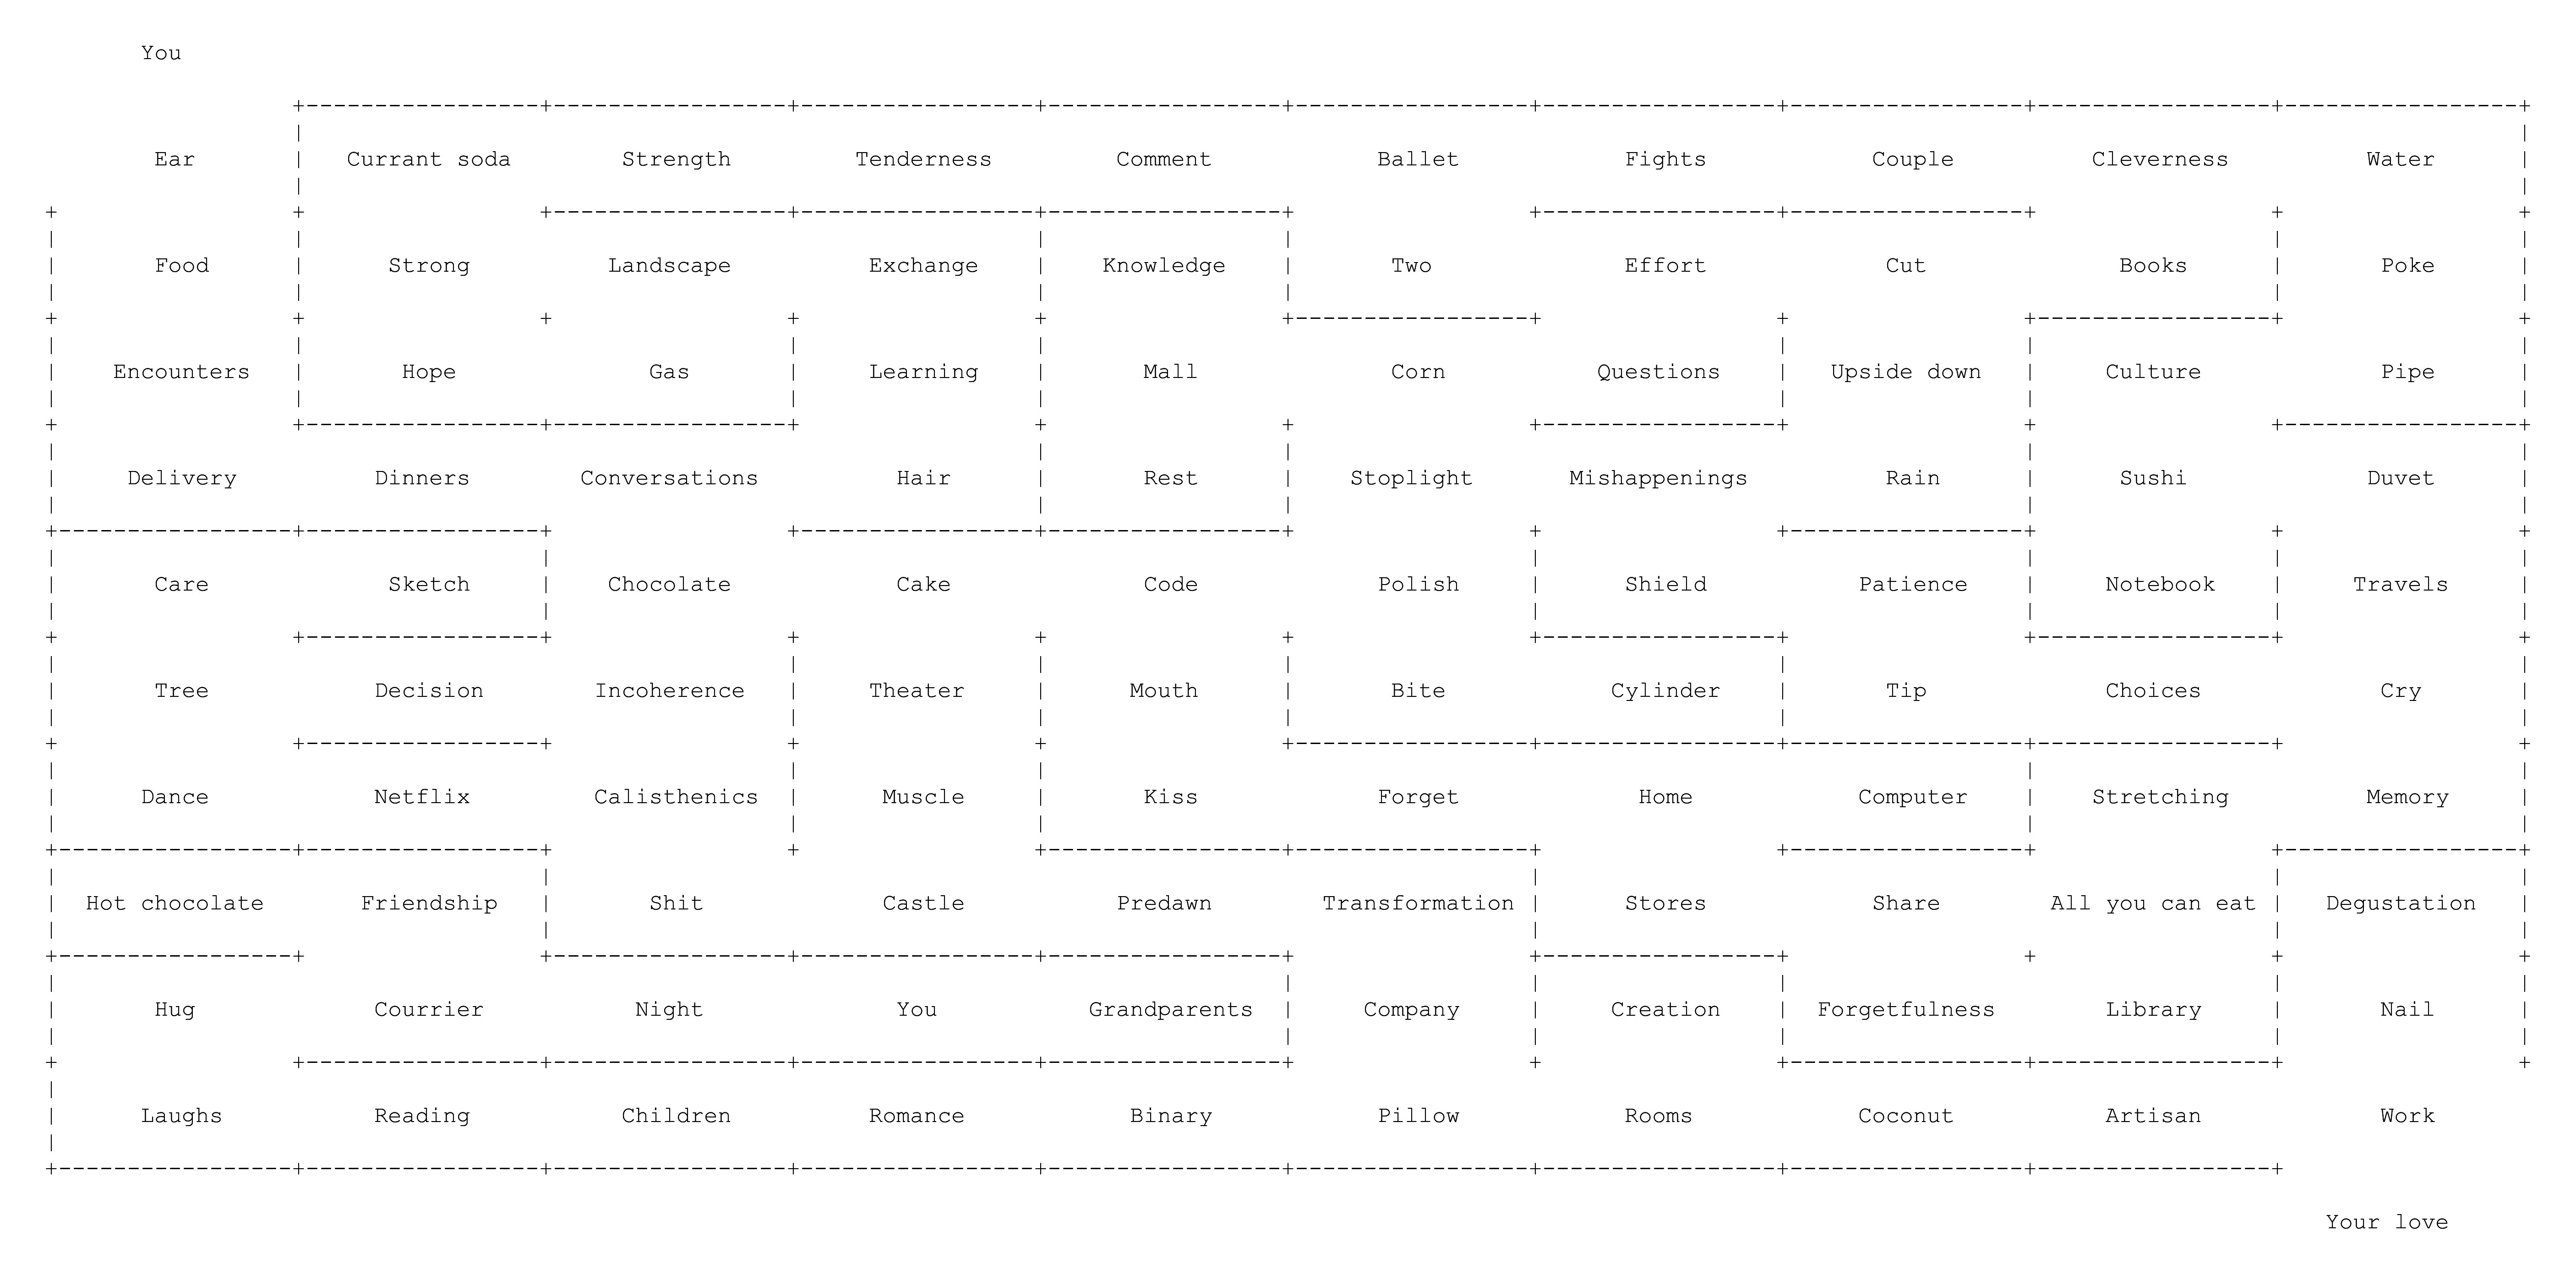 You
Ear Currant soda Strength Tenderness Comment Ballet Fights Couple Cleverness Water
Food Strong Landscape Exchange Knowledge Two Effort Cut Books Poke
Encounters Hope Gas Learning Mall Corn Questions Upside down Culture Pipe
Delivery Dinners Conversations Hair Rest Stoplight Mishappenings Rain Sushi Duvet
Care Sketch Chocolate Cake Code Polish Shield Patience Notebook Travels
Tree Decision Incoherence Theater Mouth Bite Cylinder Tip Choices Cry
Dance Netflix Calisthenics Muscle Kiss Forget Home Computer Stretching Memory
Hot chocolate Friendship Shit Castle Predawn Transformation Stores Share All you can eat Degustation
Hug Courrier Night You Grandparents Company Creation Forgetfulness Library Nail
Laughs Reading Children Romance Binary Pillow Rooms Coconut Artisan Work
Your love